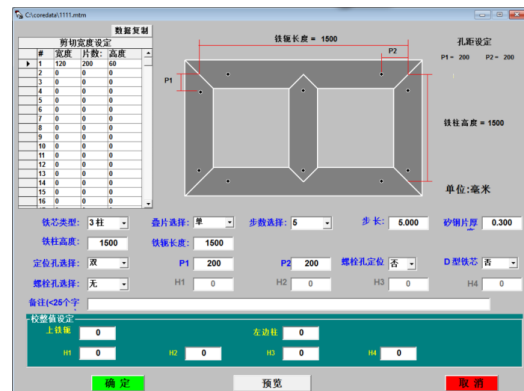 C:\coredata\1111.mtm
数据复制
剪切宽度设定
# 宽度 片数: 高度
1 120 200 60
2 0 0 0
3 0 0 0
4 0 0 0
5 0 0 0
6 0 0 0
7 0 0 0
8 0 0 0
9 0 0 0
10 0 0 0
11 0 0 0
12 0 0 0
13 0 0 0
14 0 0 0
15 0 0 0
16 0 0 0
铁轭长度 = 1500
P2
P1
孔距设定
P1 = 200 P2 = 200
铁柱高度 = 1500
单位:毫米
铁芯类型: 3 柱 叠片选择: 单 步数选择: 5 步 长: 5.000 矽钢片厚 0.300
铁柱高度: 1500 铁轭长度: 1500
定位孔选择: 双 P1 200 P2 200 螺栓孔定位 否 D 型铁芯 否
螺栓孔选择: 无 H1 0 H2 0 H3 0 H4 0
备注(<25个字
校整值设定
上铁轭 0 左边柱 0
H1 0 H2 0 H3 0 H4 0
确 定 预览 取 消